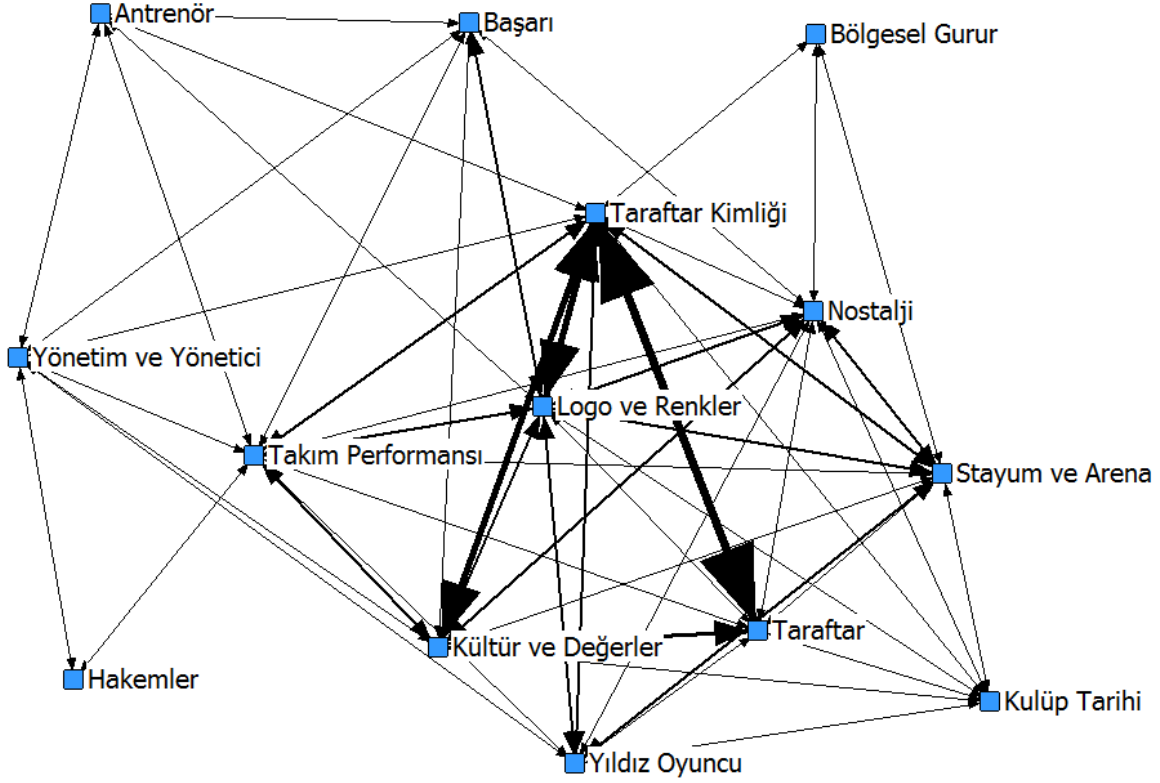 Antrenör
Başarı
Bölgesel Gurur
Taraftar Kimliği
Nostalji
Yönetim ve Yönetici
Logo ve Renkler
Takım Performansı
Stayum ve Arena
Taraftar
Kültür ve Değerler
Hakemler
Kulüp Tarihi
Yıldız Oyuncu